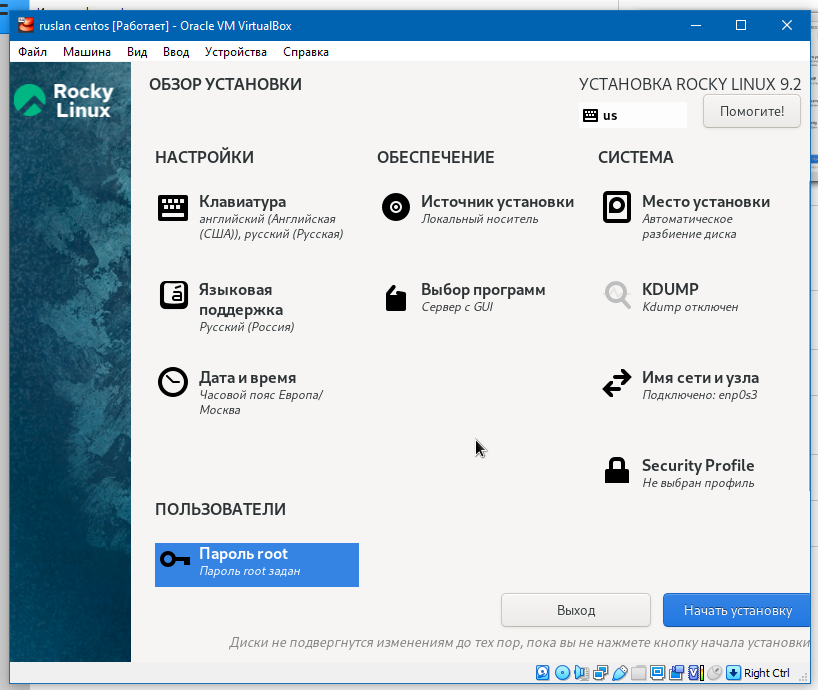 ruslan centos [Работает] - Oracle VM VirtualBox
Файл Машина Вид Ввод Устройства Справка
Rocky
Linux
ОБЗОР УСТАНОВКИ
УСТАНОВКА ROCKY LINUX 9.2
us
Помогите!
НАСТРОЙКИ
Клавиатура
английский (Английская
(США)), русский (Русская)
Языковая
поддержка
Русский (Россия)
Дата и время
Часовой пояс Европа/
Москва
ОБЕСПЕЧЕНИЕ
Источник установки
Локальный носитель
Выбор программ
Сервер с GUI
СИСТЕМА
Место установки
Автоматическое
разбиение диска
KDUMP
Kdump отключен
Имя сети и узла
Подключено: enp0s3
Security Profile
Не выбран профиль
ПОЛЬЗОВАТЕЛИ
Пароль root
Пароль root задан
Выход
Начать установку
Диски не подвергнутся изменениям до тех пор, пока вы не нажмете кнопку начала установки
Right Ctrl